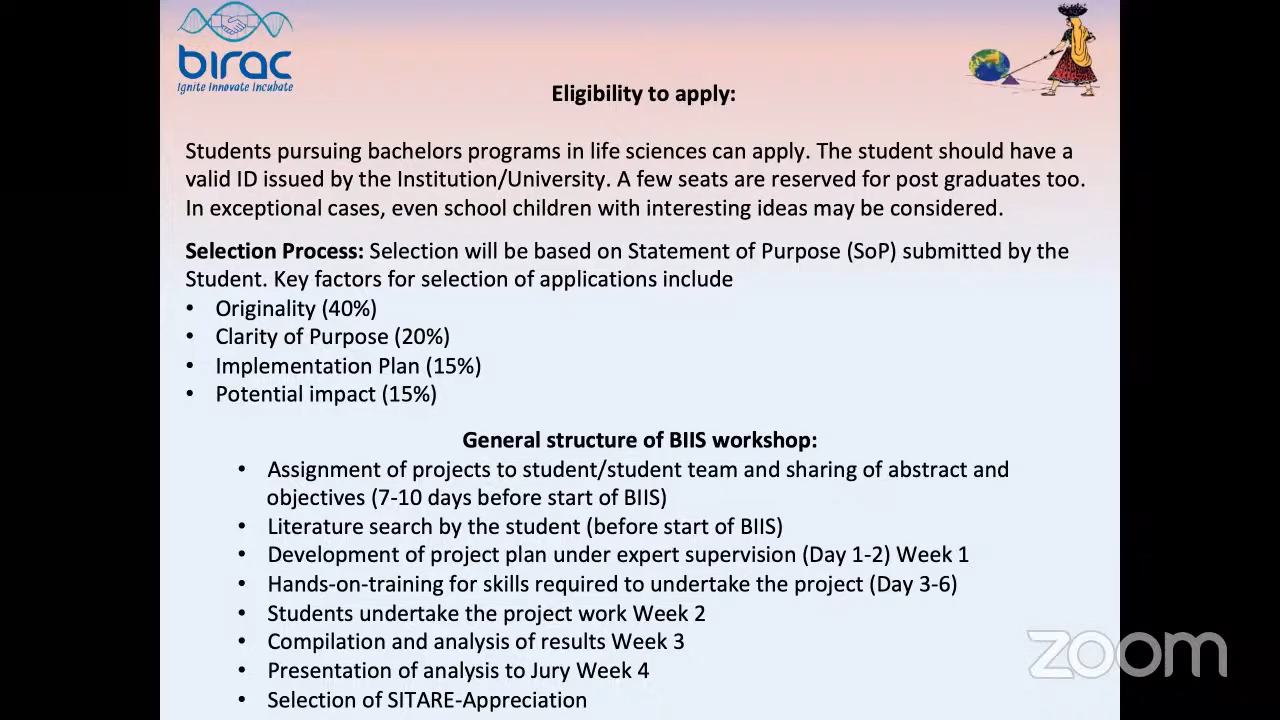 birac
Ignite Innovate Incubate
Eligibility to apply:
Students pursuing bachelors programs in life sciences can apply. The student should have a
valid ID issued by the Institution/University. A few seats are reserved for post graduates too.
In exceptional cases, even school children with interesting ideas may be considered.
Selection Process: Selection will be based on Statement of Purpose (SoP) submitted by the
Student. Key factors for selection of applications include
• Originality (40%)
• Clarity of Purpose (20%)
• Implementation Plan (15%)
• Potential impact (15%)
General structure of BIIS workshop:
• Assignment of projects to student/student team and sharing of abstract and
objectives (7-10 days before start of BIIS)
• Literature search by the student (before start of BIIS)
• Development of project plan under expert supervision (Day 1-2) Week 1
• Hands-on-training for skills required to undertake the project (Day 3-6)
• Students undertake the project work Week 2
• Compilation and analysis of results Week 3
• Presentation of analysis to Jury Week 4
• Selection of SITARE-Appreciation
zoom